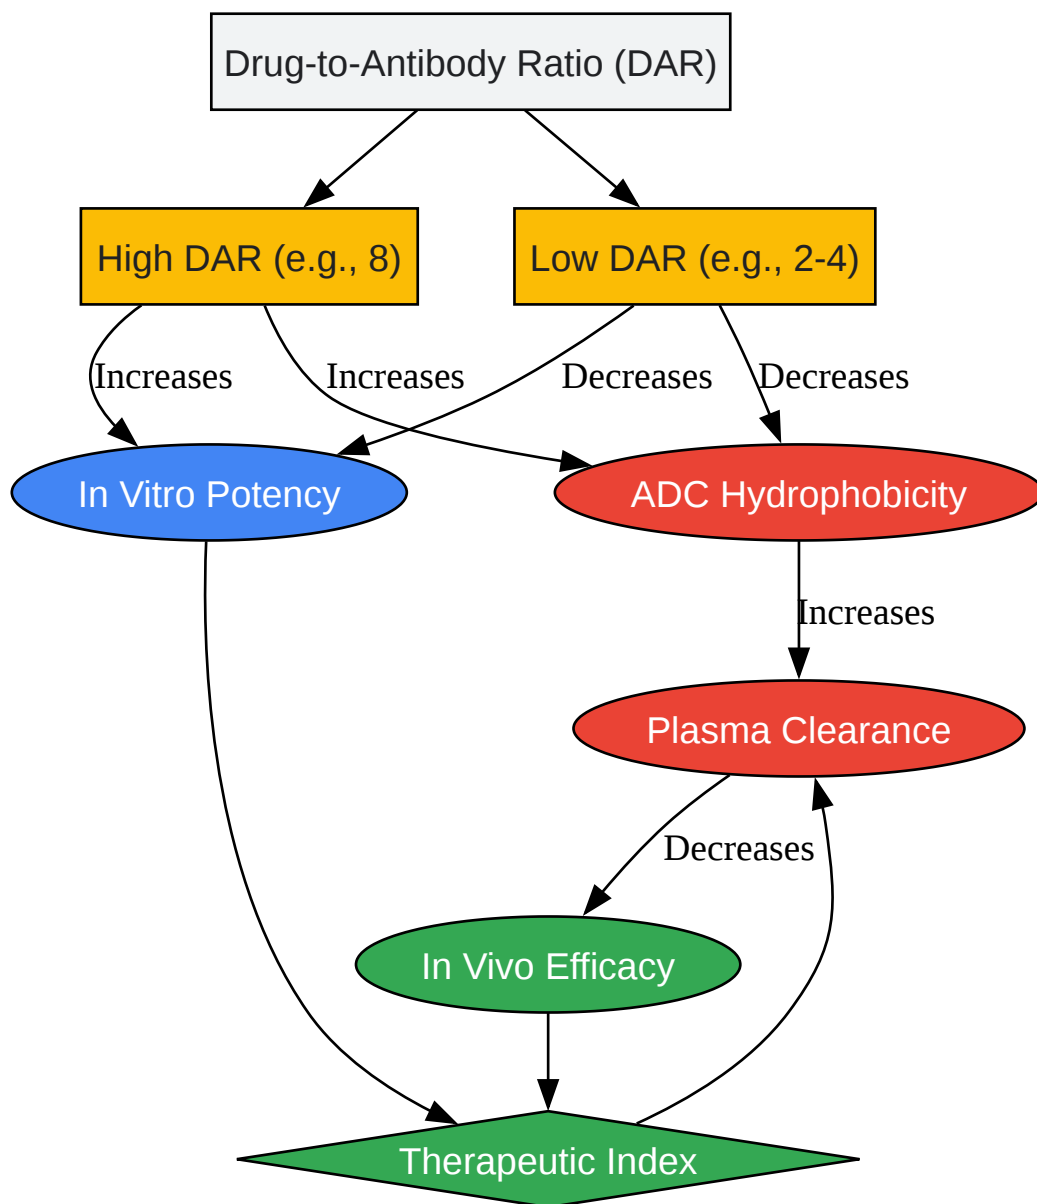 Drug-to-Antibody Ratio (DAR)
High DAR (e.g., 8)
Low DAR (e.g., 2-4)
Increases
Increases
Decreases
Decreases
In Vitro Potency
ADC Hydrophobicity
Increases
Plasma Clearance
Decreases
In Vivo Efficacy
Therapeutic Index